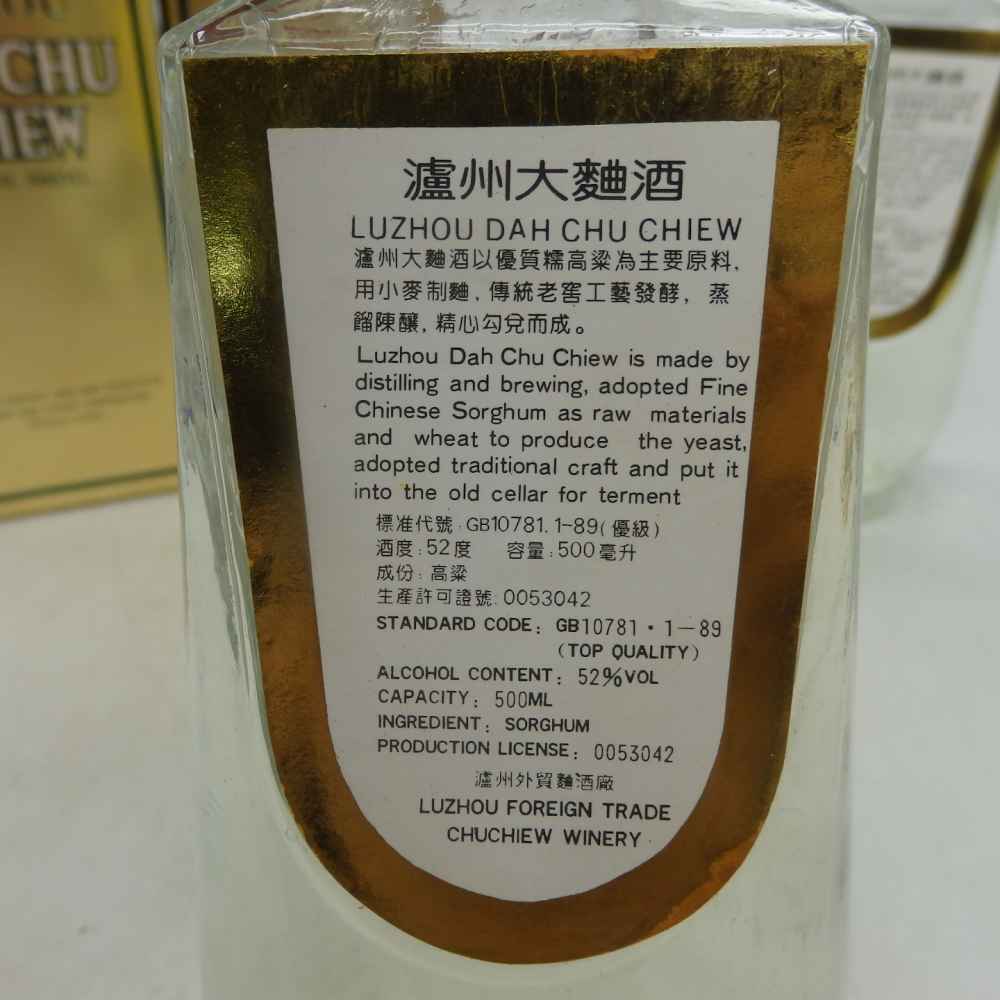 CHU
瀘州大麯酒
LUZHOU DAH CHU CHIEW
瀘州大麯酒以優質糯高粱為主要原料,
用小麥制麯, 傳統老窖工藝發酵, 蒸
餾陳釀, 精心勾兌而成。
Luzhou Dah Chu Chiew is made by
distilling and brewing, adopted Fine
Chinese Sorghum as raw materials
and wheat to produce the yeast,
adopted traditional craft and put it
into the old cellar for terment
標准代號:GB10781.1-89(優級)
酒度:52度 容量:500毫升
成份:高粱
生產許可證號:0053042
STANDARD CODE: GB10781·1—89
(TOP QUALITY)
ALCOHOL CONTENT: 52%VOL
CAPACITY: 500ML
INGREDIENT: SORGHUM
PRODUCTION LICENSE: 0053042
瀘州外貿麯酒廠
LUZHOU FOREIGN TRADE
CHUCHIEW WINERY